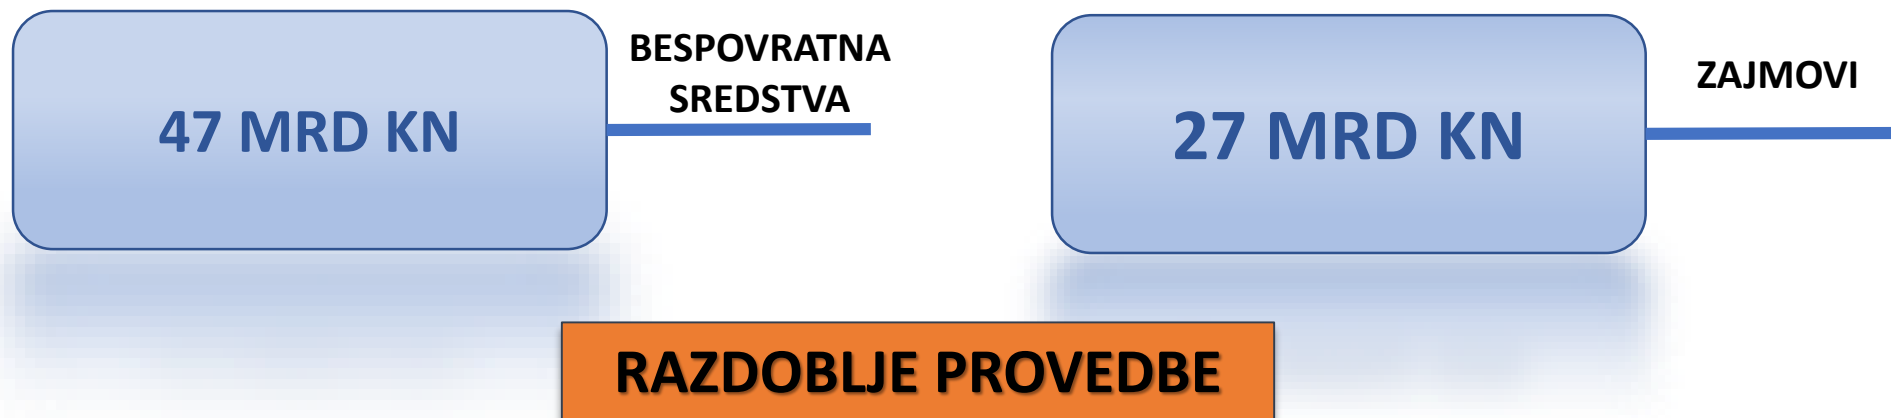 47 MRD KN
BESPOVRATNA
SREDSTVA
27 MRD KN
ZAJMOVI
RAZDOBLJE PROVEDBE